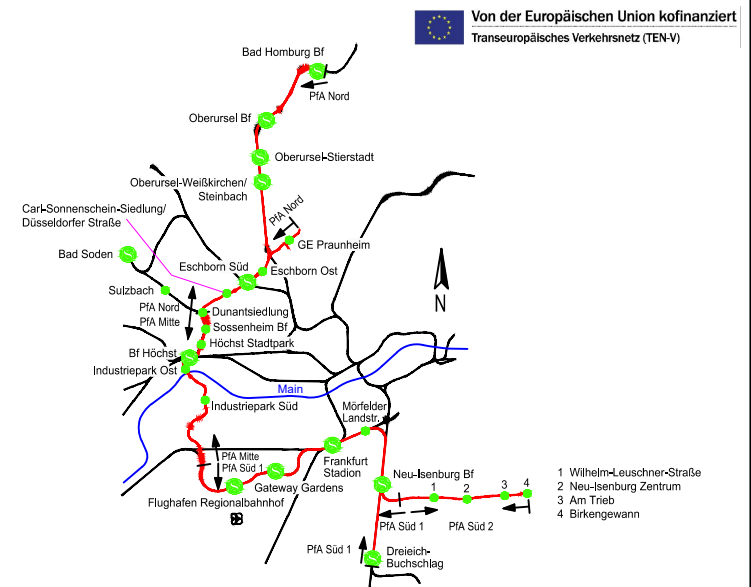 Von der Europäischen Union kofinanziert
Transeuropäisches Verkehrsnetz (TEN-V)
Bad Homburg Bf
PfA Nord
Oberursel Bf
Oberursel-Stierstadt
Oberursel-Weißkirchen/
Steinbach
PfA Nord
Carl-Sonnenschein-Siedlung/
Düsseldorfer Straße
GE Praunheim
Bad Soden
Eschborn Süd
Eschborn Ost
Sulzbach
PfA Nord
PfA Mitte
Dunantsiedlung
Sossenheim Bf
N
Höchst Stadtpark
Bf Höchst
Industriepark Ost
Main
Industriepark Süd
Mörfelder
Landstr.
PfA Mitte
PfA Süd 1
Frankfurt
Stadion
Neu-Isenburg Bf
Gateway Gardens
Flughafen Regionalbahnhof
1
2
3
4
1 Wilhelm-Leuschner-Straße
2 Neu-Isenburg Zentrum
3 Am Trieb
4 Birkengewann
PfA Süd 1
PfA Süd 2
PfA Süd 1
Dreieich-
Buchschlag